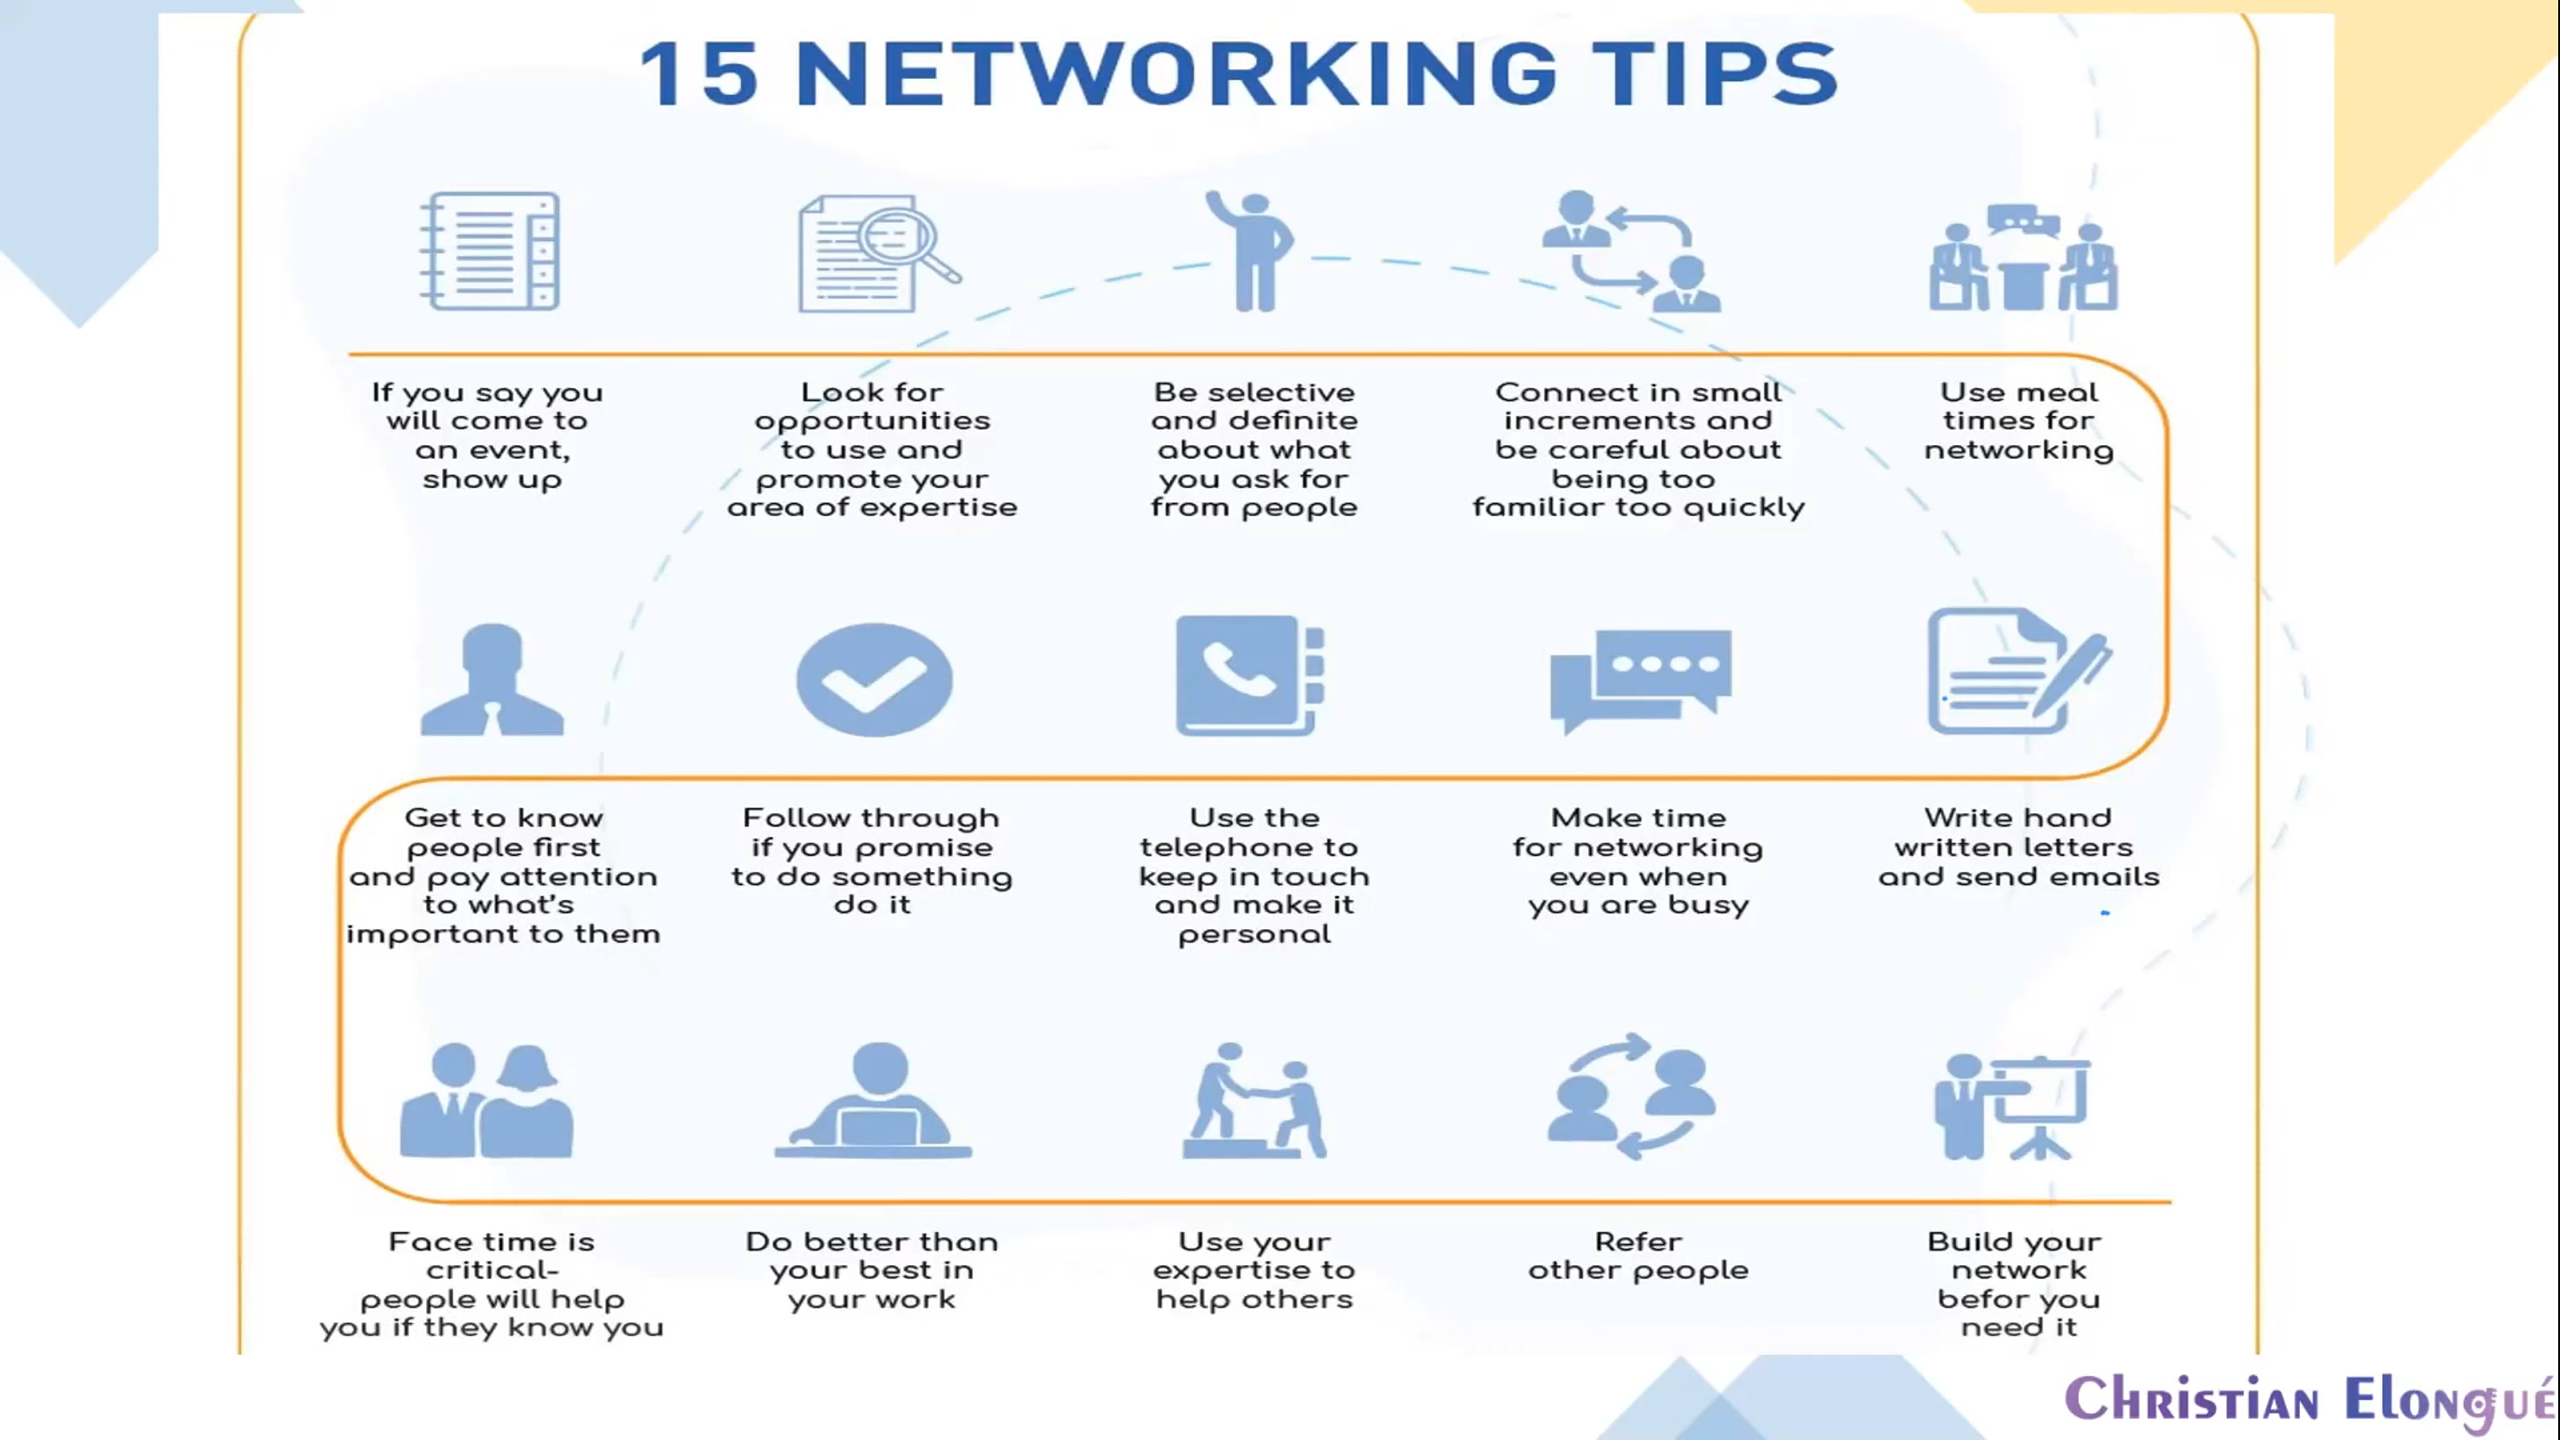 15 NETWORKING TIPS
If you say you
will come to
an event,
show up
Look for
opportunities
to use and
promote your
area of expertise
Be selective
and definite
about what
you ask for
from people
Connect in small
increments and
be careful about
being too
familiar too quickly
Use meal
times for
networking
Get to know
people first
and pay attention
to what's
important to them
Follow through
if you promise
to do something
do it
Use the
telephone to
keep in touch
and make it
personal
Make time
for networking
even when
you are busy
Write hand
written letters
and send emails
Face time is
critical-
people will help
you if they know you
Do better than
your best in
your work
Use your
expertise to
help others
Refer
other people
Build your
network
befor you
need it
Christian Elongué